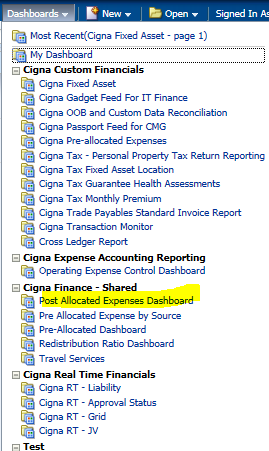 Dashboards New Open Signed In As
Most Recent(Cigna Fixed Asset - page 1)
My Dashboard
Cigna Custom Financials
Cigna Fixed Asset
Cigna Gadget Feed For IT Finance
Cigna OOB and Custom Data Reconciliation
Cigna Passport Feed for CMG
Cigna Pre-allocated Expenses
Cigna Tax - Personal Property Tax Return Reporting
Cigna Tax Fixed Asset Location
Cigna Tax Guarantee Health Assessments
Cigna Tax Monthly Premium
Cigna Trade Payables Standard Invoice Report
Cigna Transaction Monitor
Cross Ledger Report
Cigna Expense Accounting Reporting
Operating Expense Control Dashboard
Cigna Finance - Shared
Post Allocated Expenses Dashboard
Pre Allocated Expense by Source
Pre-Allocated Dashboard
Redistribution Ratio Dashboard
Travel Services
Cigna Real Time Financials
Cigna RT - Liability
Cigna RT - Approval Status
Cigna RT - Grid
Cigna RT - JV
Test